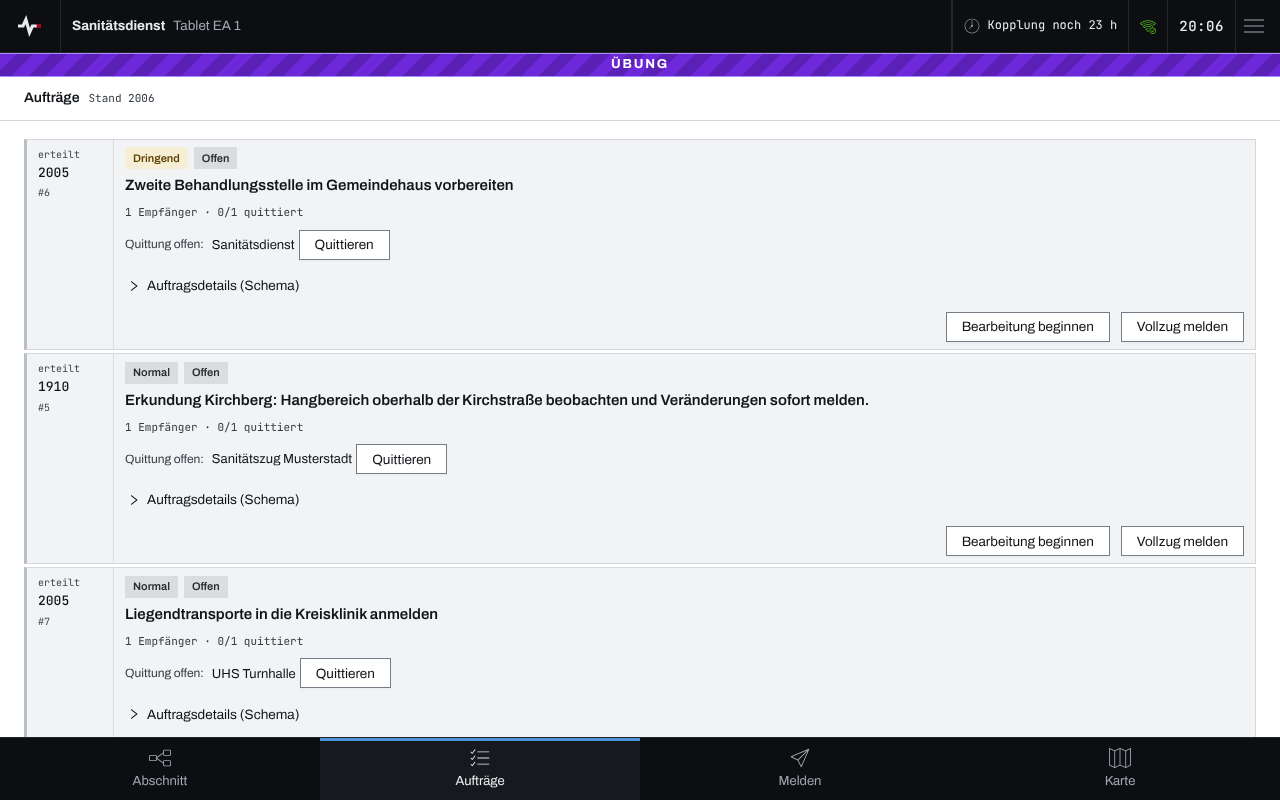 Sanitätsdienst Tablet EA 1
Kopplung noch 23 h
20:06
ÜBUNG
Aufträge Stand 2006
erteilt
2005
#6
Dringend Offen
Zweite Behandlungsstelle im Gemeindehaus vorbereiten
1 Empfänger · 0/1 quittiert
Quittung offen: Sanitätsdienst Quittieren
Auftragsdetails (Schema)
Bearbeitung beginnen Vollzug melden
erteilt
1910
#5
Normal Offen
Erkundung Kirchberg: Hangbereich oberhalb der Kirchstraße beobachten und Veränderungen sofort melden.
1 Empfänger · 0/1 quittiert
Quittung offen: Sanitätszug Musterstadt Quittieren
Auftragsdetails (Schema)
Bearbeitung beginnen Vollzug melden
erteilt
2005
#7
Normal Offen
Liegendtransporte in die Kreisklinik anmelden
1 Empfänger · 0/1 quittiert
Quittung offen: UHS Turnhalle Quittieren
Auftragsdetails (Schema)
Abschnitt Aufträge Melden Karte